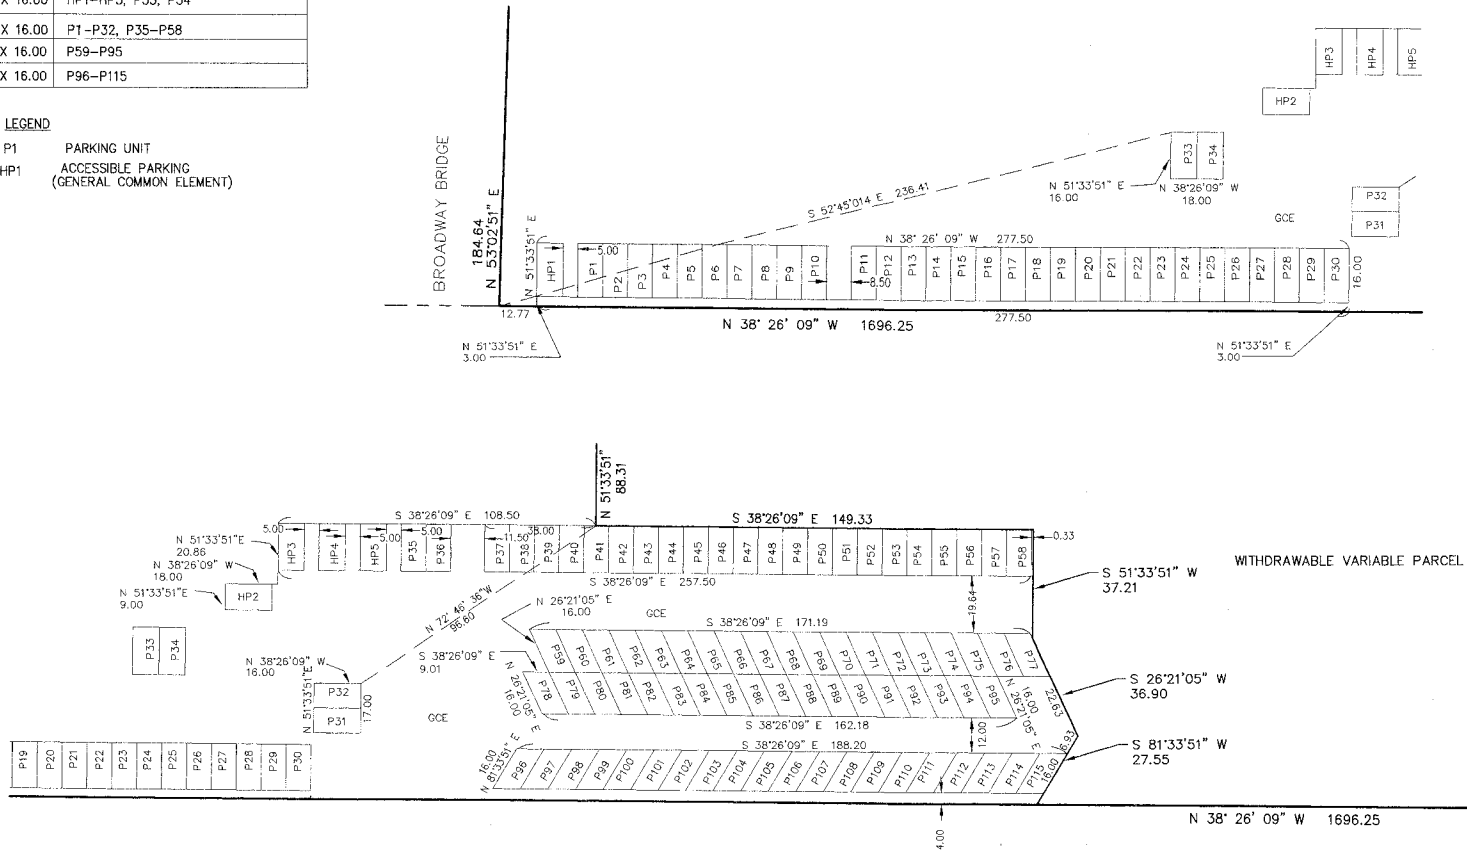 X 16.00 HP1-HP5, P33, P34
X 16.00 P1-P32, P35-P58
X 16.00 P59-P95
X 16.00 P96-P115
LEGEND
P1 PARKING UNIT
HP1 ACCESSIBLE PARKING
(GENERAL COMMON ELEMENT)
BROADWAY BRIDGE
184.64
N 53°02'51" E
N 51°33'51" E
HP3 HP4 HP5
HP2
P33 P34
N 51°33'51" E
16.00
N 38°26'09" W
18.00
P32
P31
GCE
S 52°45'014 E 236.41
N 38° 26' 09" W 277.50
HP1
5.00
P1 P2 P3 P4 P5 P6 P7 P8 P9 P10
8.50
P11 P12 P13 P14 P15 P16 P17 P18 P19 P20 P21 P22 P23 P24 P25 P26 P27 P28 P29 P30
16.00
12.77
N 38° 26' 09" W 1696.25
277.50
N 51°33'51" E
3.00
N 51°33'51" E
3.00
N 51°33'51"
88.31
S 38°26'09" E 108.50
S 38°26'09" E 149.33
0.33
5.00
5.00
5.00
11.50
38.00
N 51°33'51"E
20.86
N 38°26'09" W
18.00
N 51°33'51"E
9.00
HP3 HP4 HP5 P35 P36 P37 P38 P39 P40 P41 P42 P43 P44 P45 P46 P47 P48 P49 P50 P51 P52 P53 P54 P55 P56 P57 P58
HP2
S 38°26'09" E 257.50
WITHDRAWABLE VARIABLE PARCEL
S 51°33'51" W
37.21
19.64
N 72° 46' 36"W
96.60
N 26°21'05" E
16.00
GCE
S 38°26'09" E 171.19
P33 P34
S 38°26'09" E
9.01
N 38°26'09" W
16.00
N 51°33'51"E
P32
P31
17.00
GCE
P59 P60 P61 P62 P63 P64 P65 P66 P67 P68 P69 P70 P71 P72 P73 P74 P75 P76 P77
N 26°21'05" E
16.00
P78 P79 P80 P81 P82 P83 P84 P85 P86 P87 P88 P89 P90 P91 P92 P93 P94 P95
N 26°21'05" E
16.00
22.63
S 26°21'05" W
36.90
S 38°26'09" E 162.18
12.00
S 38°26'09" E 188.20
6.93
S 81°33'51" W
27.55
P19 P20 P21 P22 P23 P24 P25 P26 P27 P28 P29 P30
16.00
N 81°33'51" E
P96 P97 P98 P99 P100 P101 P102 P103 P104 P105 P106 P107 P108 P109 P110 P111 P112 P113 P114 P115
16.00
N 38° 26' 09" W 1696.25
4.00